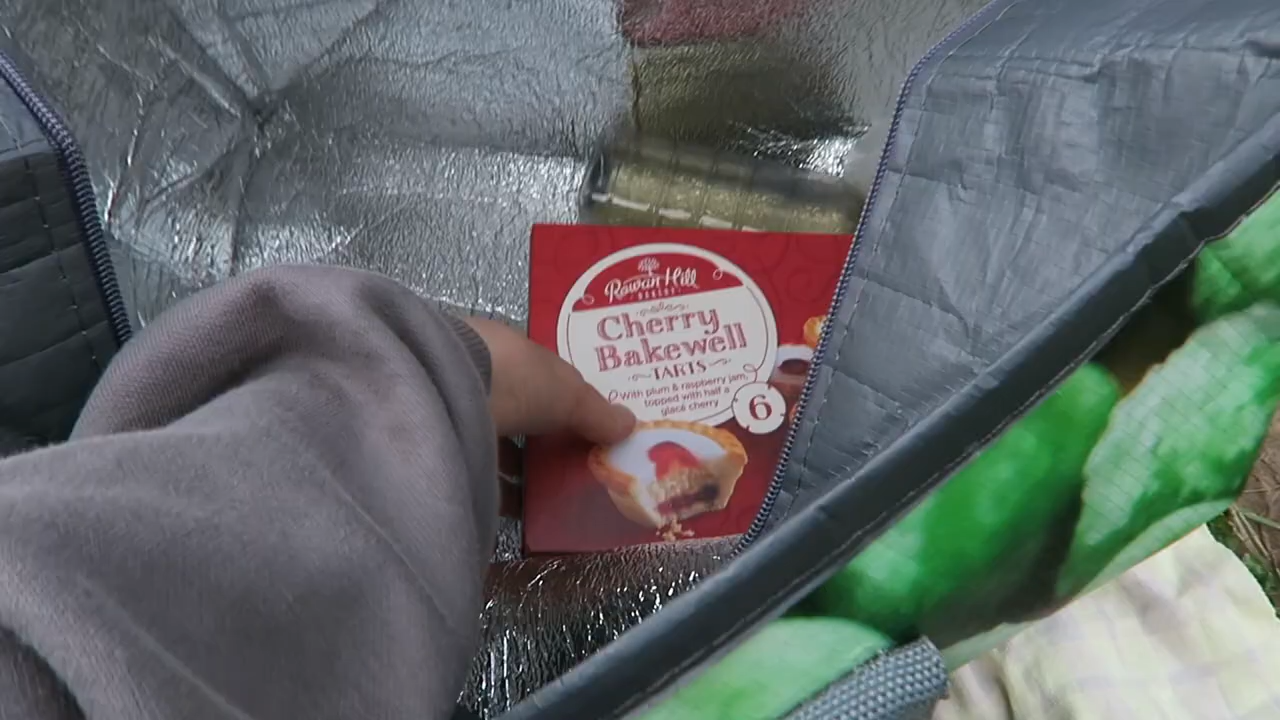 Rowan Hill
BAKERY
Cherry
Bakewell
TARTS
With plum & raspberry jam,
topped with half a
glacé cherry
6